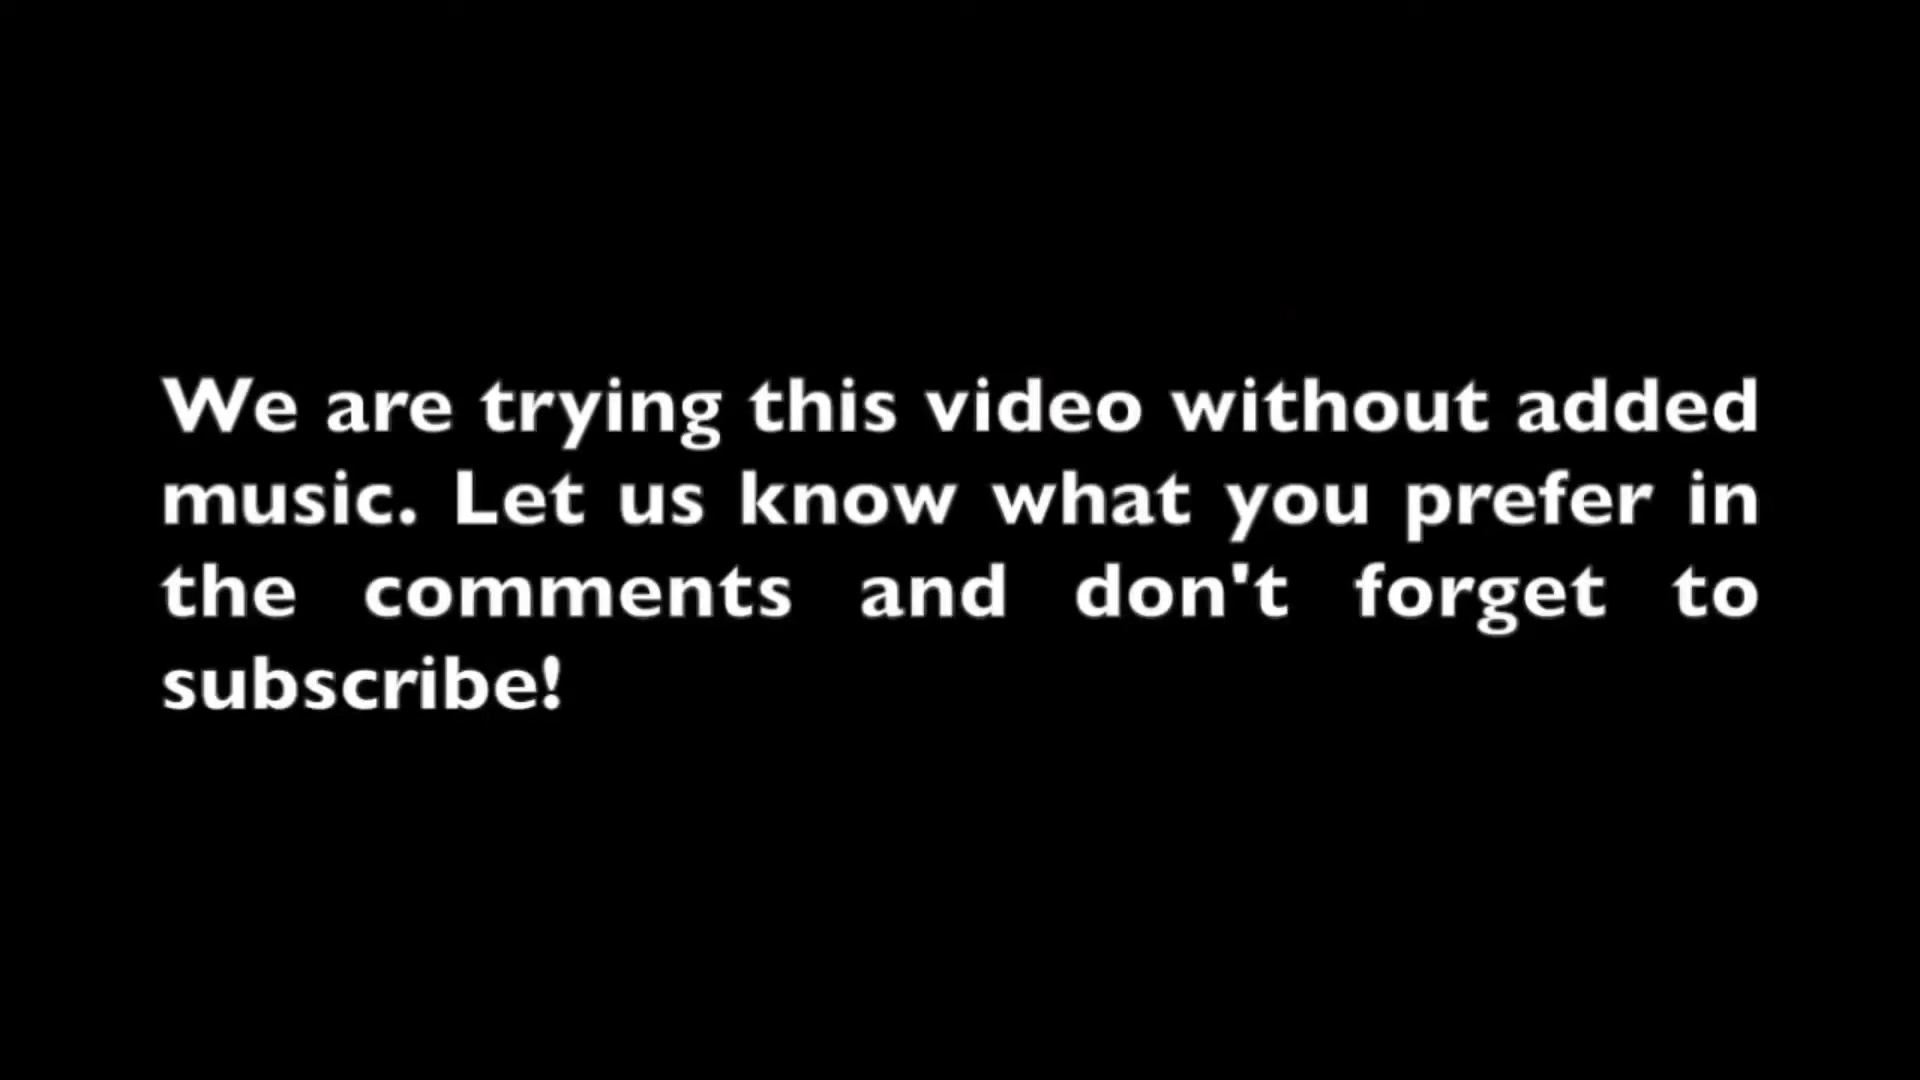 We are trying this video without added
music. Let us know what you prefer in
the comments and don't forget to
subscribe!